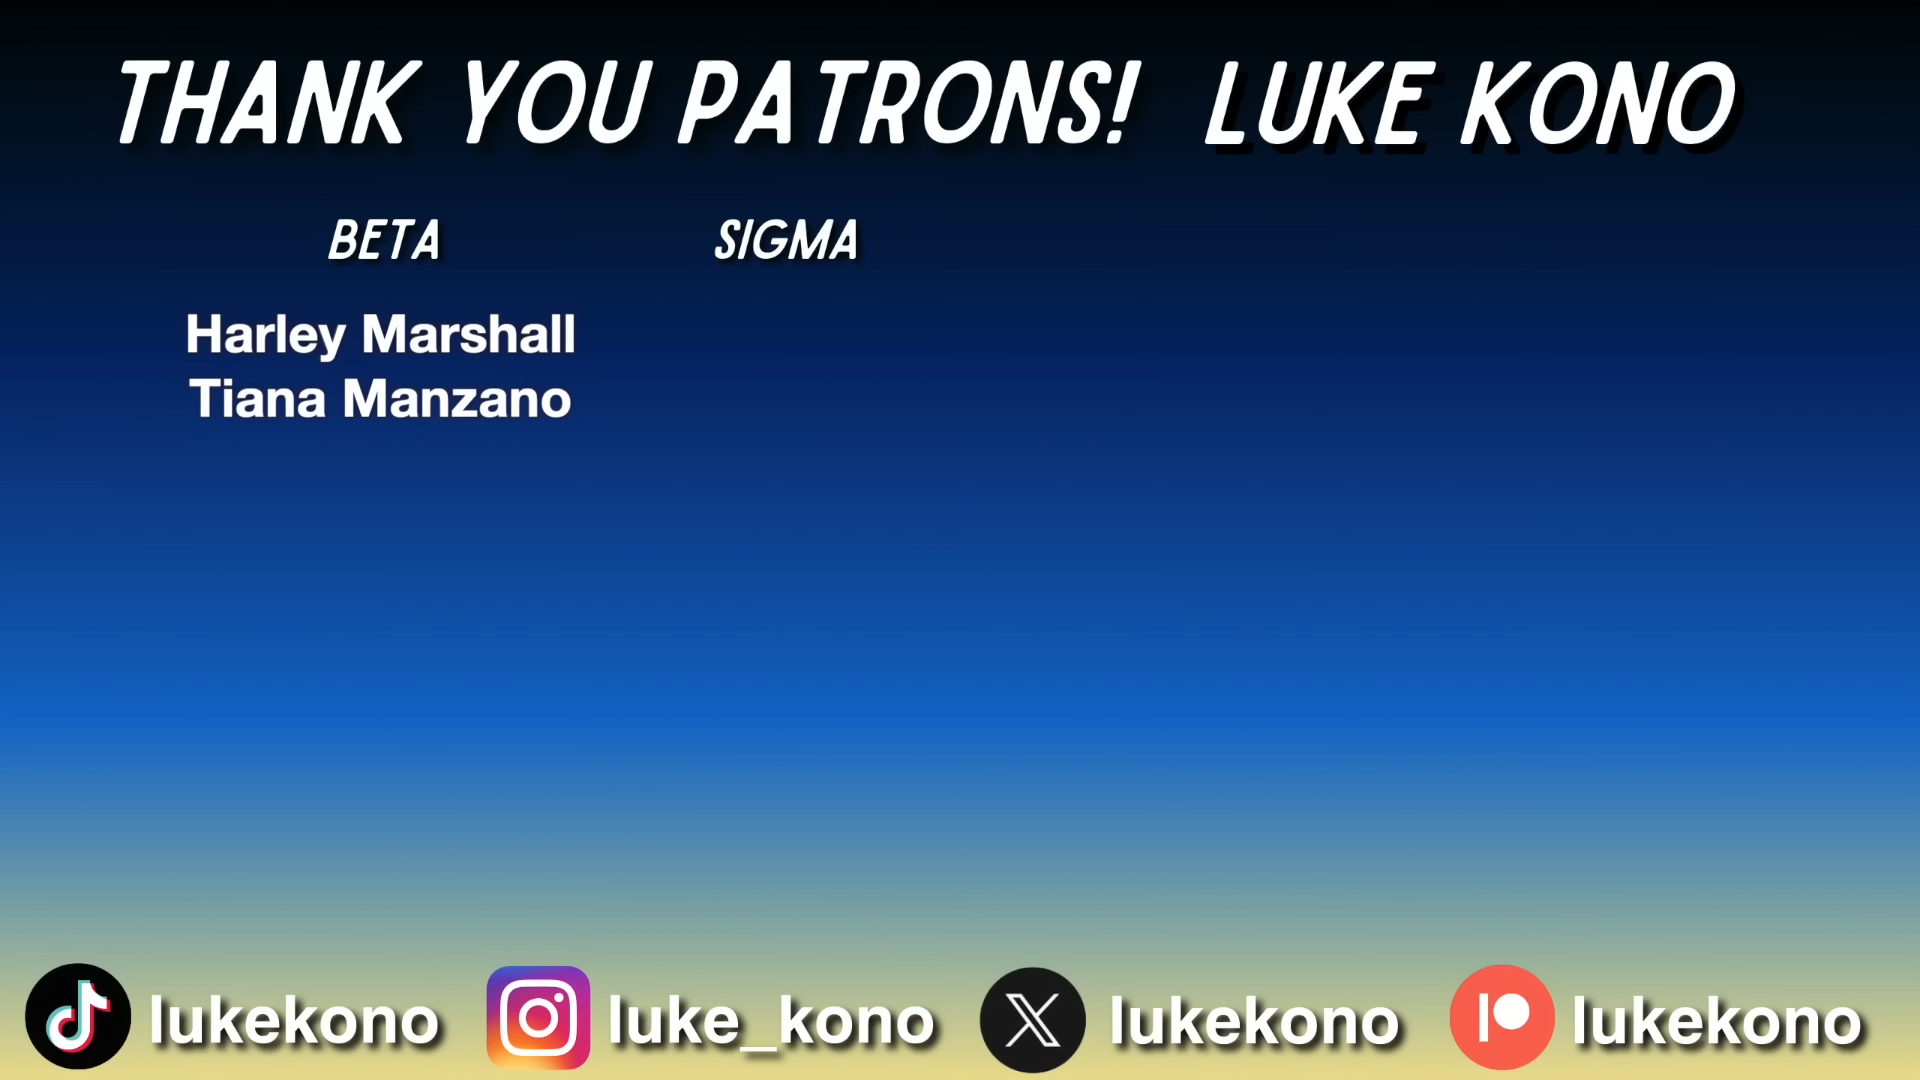 THANK YOU PATRONS! LUKE KONO
BETA SIGMA
Harley Marshall
Tiana Manzano
lukekono luke_kono lukekono lukekono